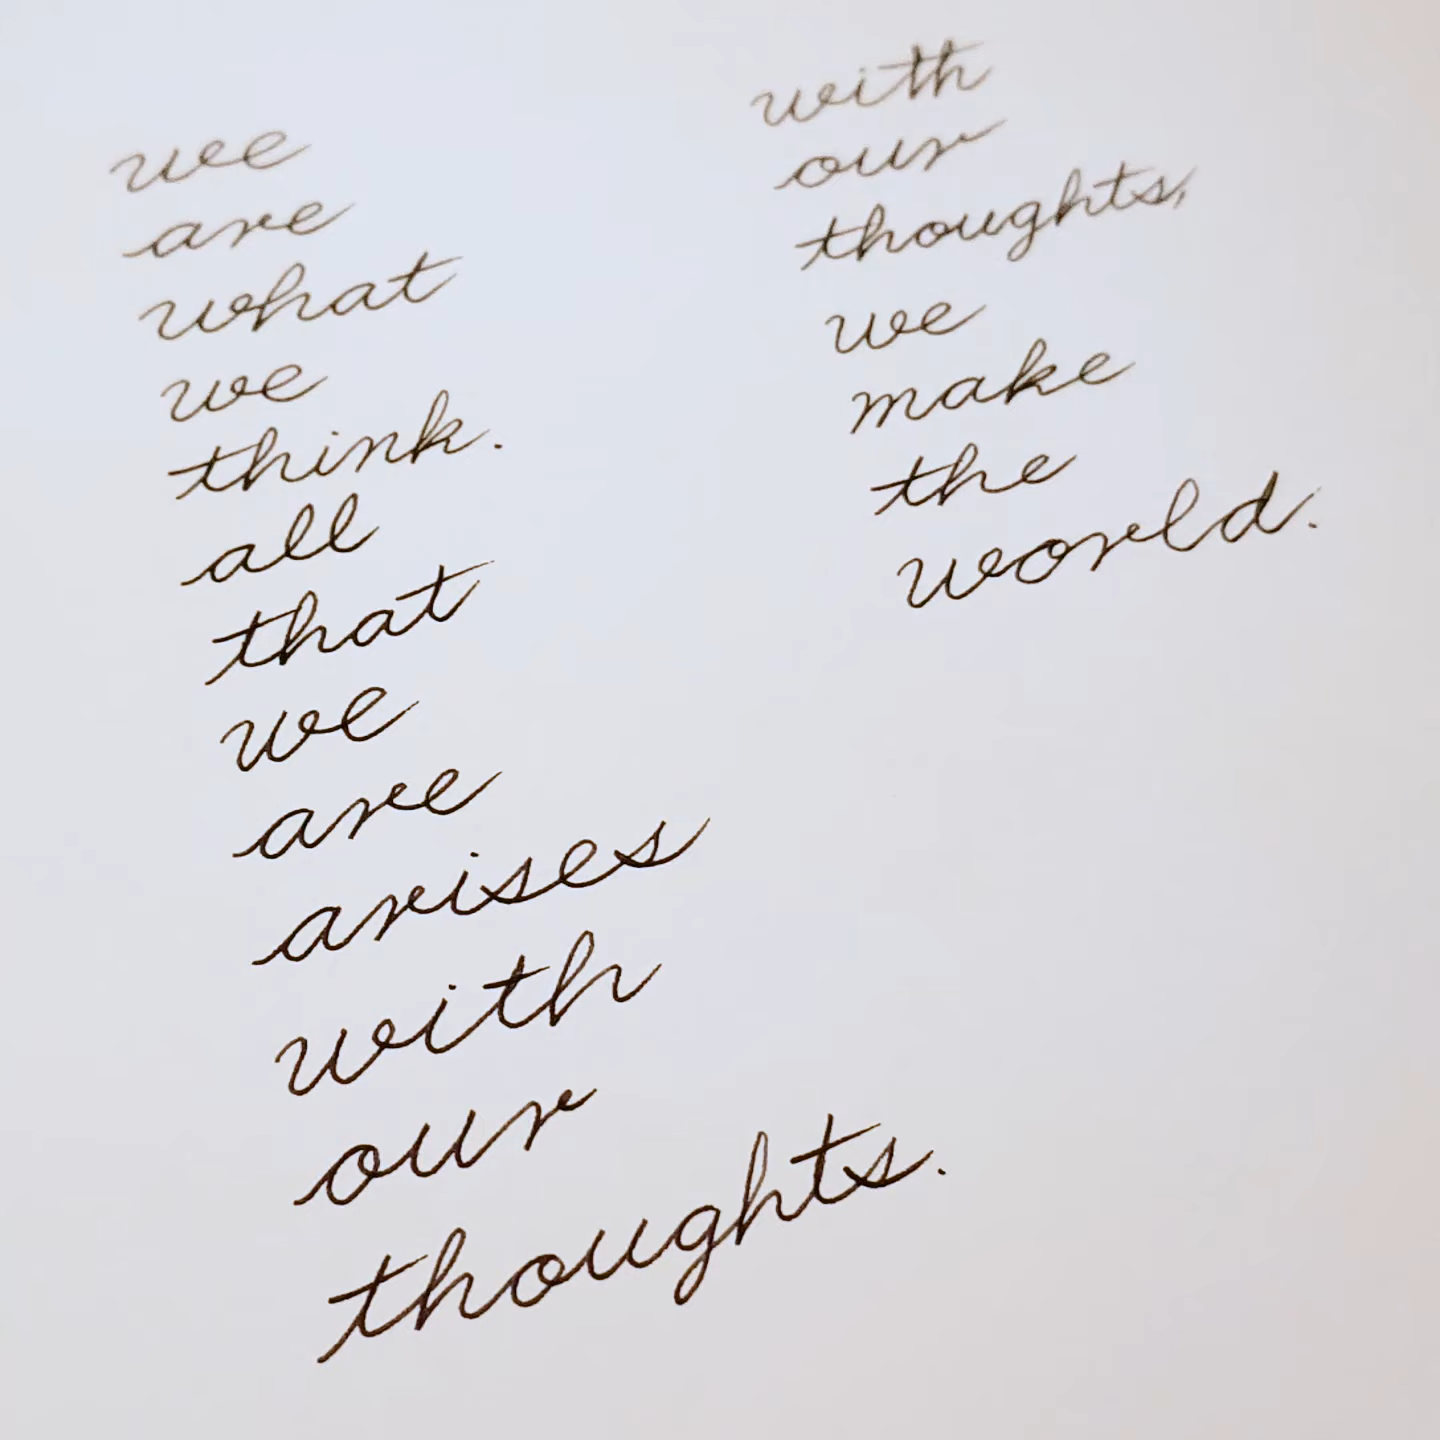 we
are
what
we
think.
all
that
we
are
arises
with
our
thoughts.
with
our
thoughts,
we
make
the
world.